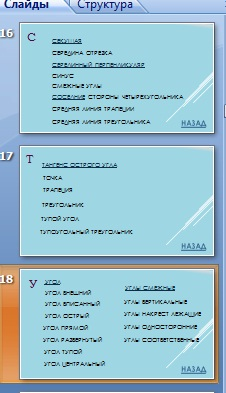 Слайды Структура
16
С
СЕКУЩАЯ
СЕРЕДИНА ОТРЕЗКА
СЕРЕДИННЫЙ ПЕРПЕНДИКУЛЯР
СИНУС
СМЕЖНЫЕ УГЛЫ
СОСЕДНИЕ СТОРОНЫ ЧЕТЫРЕХУГОЛЬНИКА
СРЕДНЯЯ ЛИНИЯ ТРАПЕЦИИ
СРЕДНЯЯ ЛИНИЯ ТРЕУГОЛЬНИКА
НАЗАД
17
Т
ТАНГЕНС ОСТРОГО УГЛА
ТОЧКА
ТРАПЕЦИЯ
ТРЕУГОЛЬНИК
ТУПОЙ УГОЛ
ТУПОУГОЛЬНЫЙ ТРЕУГОЛЬНИК
НАЗАД
18
У
УГОЛ
УГОЛ ВНЕШНИЙ
УГОЛ ВПИСАННЫЙ
УГОЛ ОСТРЫЙ
УГОЛ ПРЯМОЙ
УГОЛ РАЗВЕРНУТЫЙ
УГОЛ ТУПОЙ
УГОЛ ЦЕНТРАЛЬНЫЙ
УГЛЫ СМЕЖНЫЕ
УГЛЫ ВЕРТИКАЛЬНЫЕ
УГЛЫ НАКРЕСТ ЛЕЖАЩИЕ
УГЛЫ ОДНОСТОРОННИЕ
УГЛЫ СООТВЕТСТВЕННЫЕ
НАЗАД